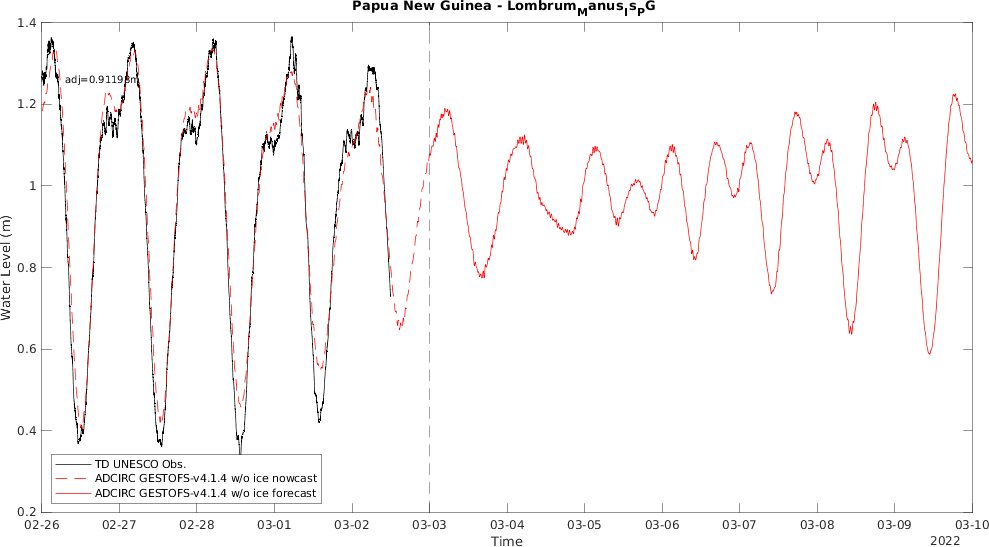 Papua New Guinea - Lombrum_Manus_Is_PG
1.4
1.2
1
0.8
0.6
0.4
0.2
Water Level (m)
adj=0.91193m
TD UNESCO Obs.
ADCIRC GESTOFS-v4.1.4 w/o ice nowcast
ADCIRC GESTOFS-v4.1.4 w/o ice forecast
02-26 02-27 02-28 03-01 03-02 03-03 03-04 03-05 03-06 03-07 03-08 03-09 03-10
Time
2022